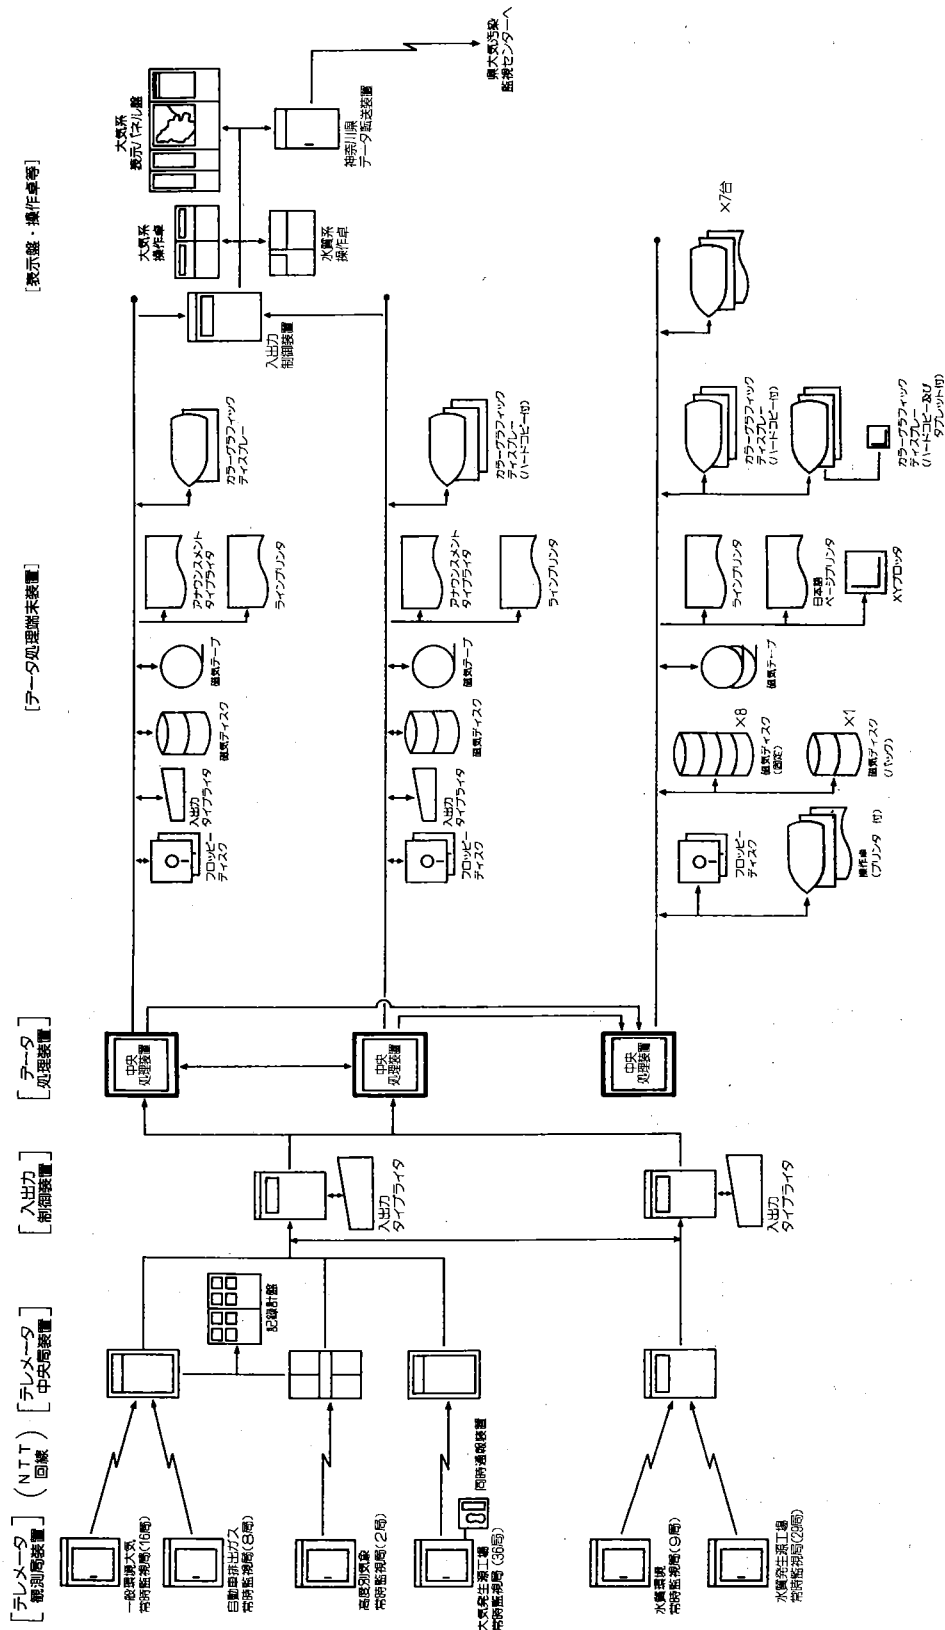 [テレメータ
観測局装置]
(NTT
回線)
[テレメータ
中央局装置]
[入出力
制御装置]
[データ
処理装置]
[データ処理端末装置]
[表示盤・操作卓等]
一般環境大気
常時監視局(16局)
自動車排出ガス
常時監視局(8局)
高度別気象
常時監視局(2局)
大気発生源工場
常時監視局(36局)
同時通報装置
水質環境
常時監視局(9局)
水質発生源工場
常時監視局(29局)
記録計盤
入出力
タイプライタ
入出力
タイプライタ
中央
処理装置
中央
処理装置
中央
処理装置
フロッピー
ディスク
入出力
タイプライタ
磁気ディスク
磁気テープ
アナウンスメント
タイプライタ
ラインプリンタ
カラーグラフィック
ディスプレー
フロッピー
ディスク
入出力
タイプライタ
磁気ディスク
磁気テープ
アナウンスメント
タイプライタ
ラインプリンタ
カラーグラフィック
ディスプレー
(ハードコピー付)
フロッピー
ディスク
操作卓
(プリンタ 付)
×8
磁気ディスク
(固定)
×1
磁気ディスク
(パック)
磁気テープ
ラインプリンタ
日本語
ページプリンタ
XYプロッタ
カラーグラフィック
ディスプレー
(ハードコピー付)
カラーグラフィック
ディスプレー
(ハードコピー及び
タブレット付)
×7台
入出力
制御装置
大気系
操作卓
水質系
操作卓
大気系
表示パネル盤
神奈川県
データ転送装置
県大気汚染
監視センターへ